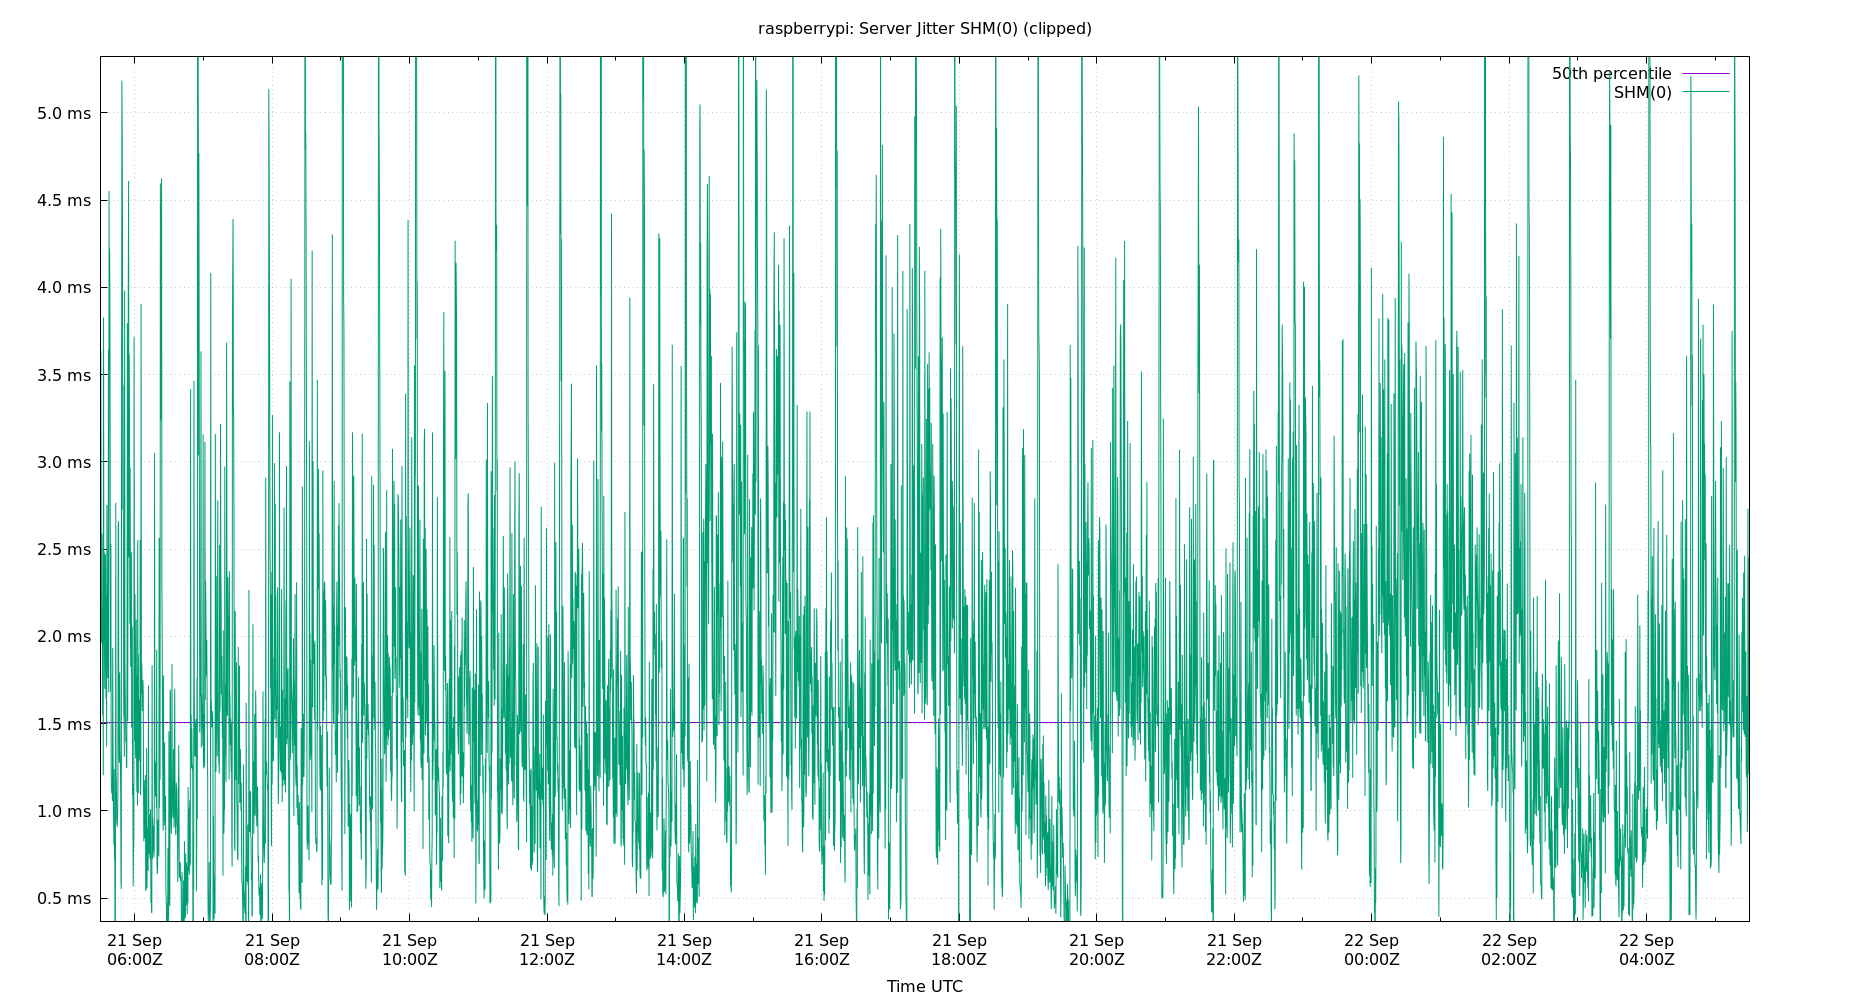 raspberrypi: Server Jitter SHM(0) (clipped)
50th percentile
SHM(0)
5.0 ms
4.5 ms
4.0 ms
3.5 ms
3.0 ms
2.5 ms
2.0 ms
1.5 ms
1.0 ms
0.5 ms
21 Sep 21 Sep 21 Sep 21 Sep 21 Sep 21 Sep 21 Sep 21 Sep 21 Sep 22 Sep 22 Sep 22 Sep
06:00Z 08:00Z 10:00Z 12:00Z 14:00Z 16:00Z 18:00Z 20:00Z 22:00Z 00:00Z 02:00Z 04:00Z
Time UTC